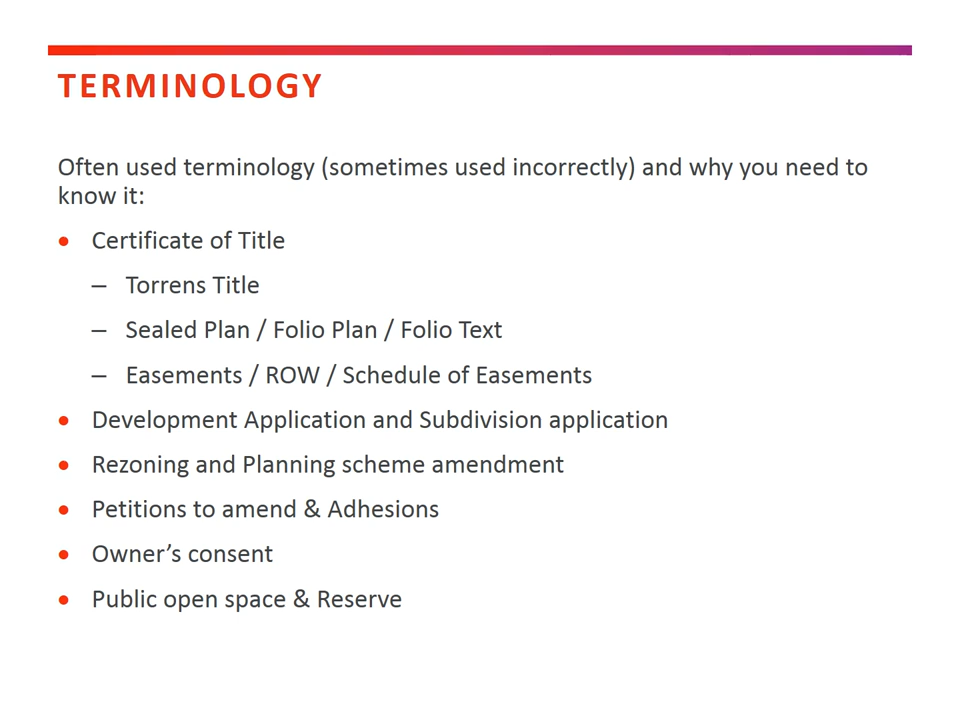 TERMINOLOGY
Often used terminology (sometimes used incorrectly) and why you need to
know it:
• Certificate of Title
– Torrens Title
– Sealed Plan / Folio Plan / Folio Text
– Easements / ROW / Schedule of Easements
• Development Application and Subdivision application
• Rezoning and Planning scheme amendment
• Petitions to amend & Adhesions
• Owner’s consent
• Public open space & Reserve